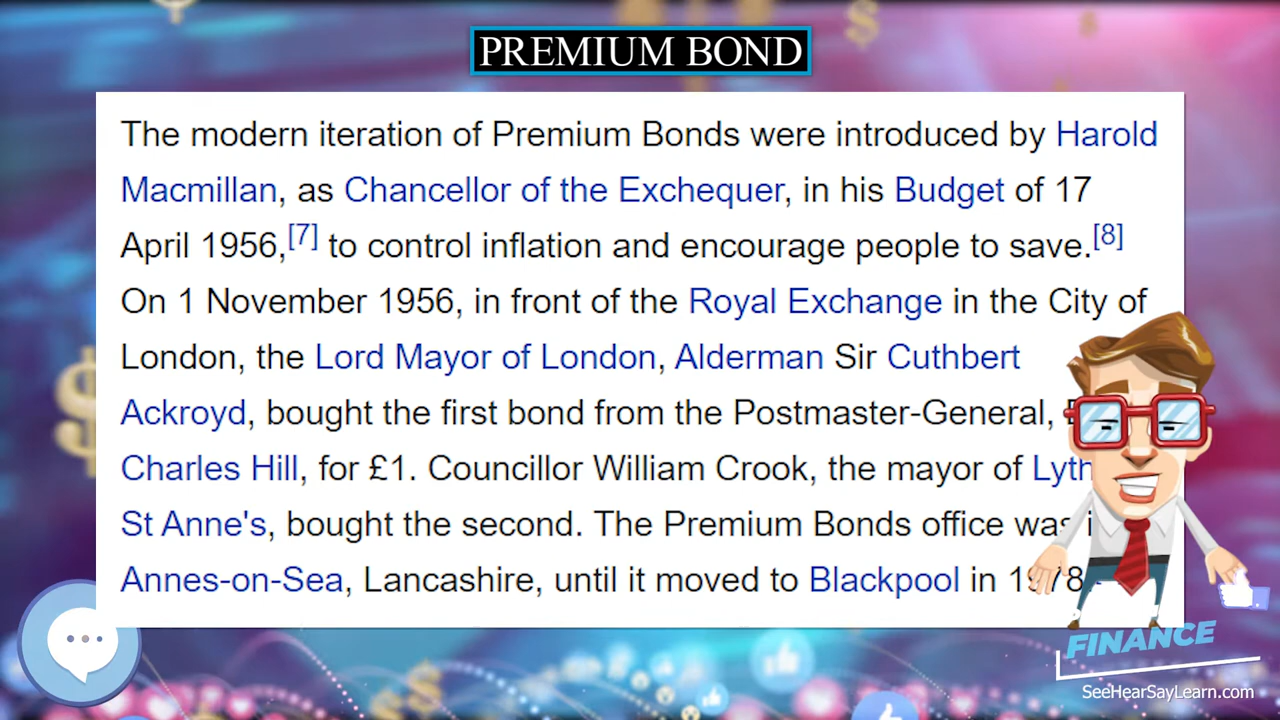 PREMIUM BOND
The modern iteration of Premium Bonds were introduced by Harold
Macmillan, as Chancellor of the Exchequer, in his Budget of 17
April 1956,[7] to control inflation and encourage people to save.[8]
On 1 November 1956, in front of the Royal Exchange in the City of
London, the Lord Mayor of London, Alderman Sir Cuthbert
Ackroyd, bought the first bond from the Postmaster-General,
Charles Hill, for £1. Councillor William Crook, the mayor of
St Anne's, bought the second. The Premium Bonds office was
Annes-on-Sea, Lancashire, until it moved to Blackpool in 1978
FINANCE
SeeHearSayLearn.com